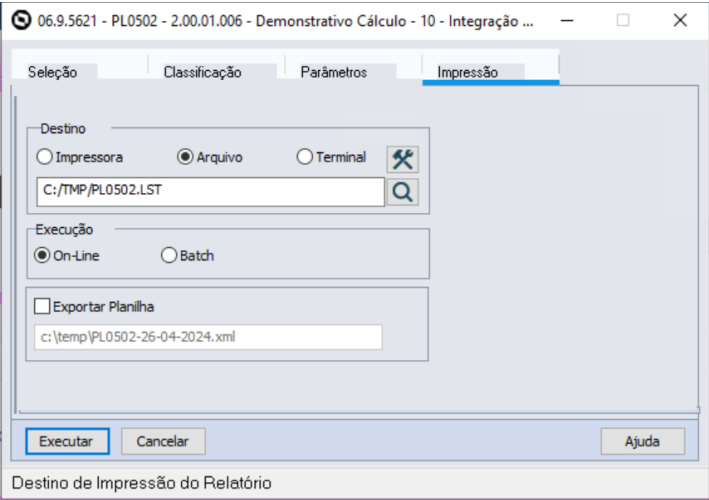 06.9.5621 - PL0502 - 2.00.01.006 - Demonstrativo Cálculo - 10 - Integração ...
Seleção Classificação Parâmetros Impressão
Destino
Impressora Arquivo Terminal
C:/TMP/PL0502.LST
Execução
On-Line Batch
Exportar Planilha
c:\temp\PL0502-26-04-2024.xml
Executar Cancelar Ajuda
Destino de Impressão do Relatório